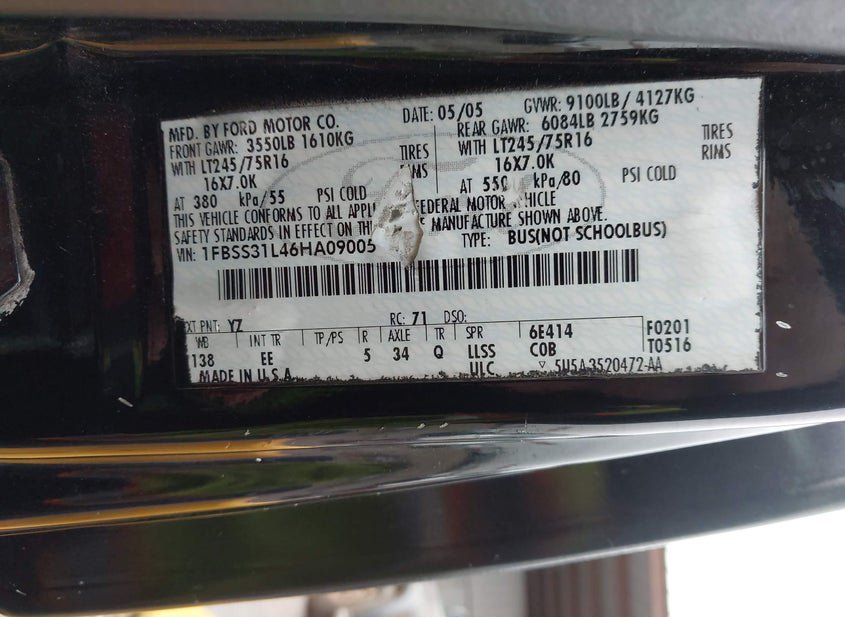 MFD. BY FORD MOTOR CO.
DATE: 05/05
GVWR: 9100LB / 4127KG
FRONT GAWR: 3550LB 1610KG
REAR GAWR: 6084LB 2759KG
WITH LT245/75R16 TIRES
WITH LT245/75R16 TIRES
16X7.0K RIMS
16X7.0K RIMS
AT 380 kPa/55 PSI COLD
AT 550 kPa/80 PSI COLD
THIS VEHICLE CONFORMS TO ALL FEDERAL MOTOR
SAFETY STANDARDS IN EFFECT ON MANUFACTURE SHOWN ABOVE.
VIN: 1FBSS31L46HA09005
TYPE: BUS(NOT SCHOOLBUS)
EXT PNT: YZ RC: 71 DSO:
WB INT TR TP/PS R AXLE TR SPR 6E414 F0201
138 EE 5 34 Q LLSS COB T0516
MADE IN U.S.A. ULC ▽ 5U5A-3520472-AA